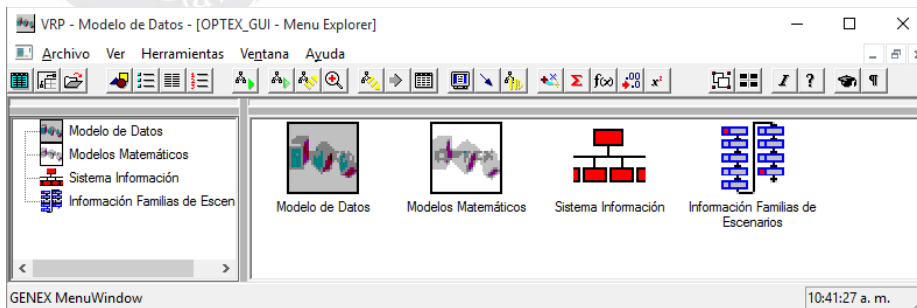 VRP - Modelo de Datos - [OPTEX_GUI - Menu Explorer]
Archivo Ver Herramientas Ventana Ayuda
Modelo de Datos
Modelos Matemáticos
Sistema Información
Información Familias de Escen
Modelo de Datos Modelos Matemáticos Sistema Información Información Familias de
Escenarios
GENEX MenuWindow 10:41:27 a. m.